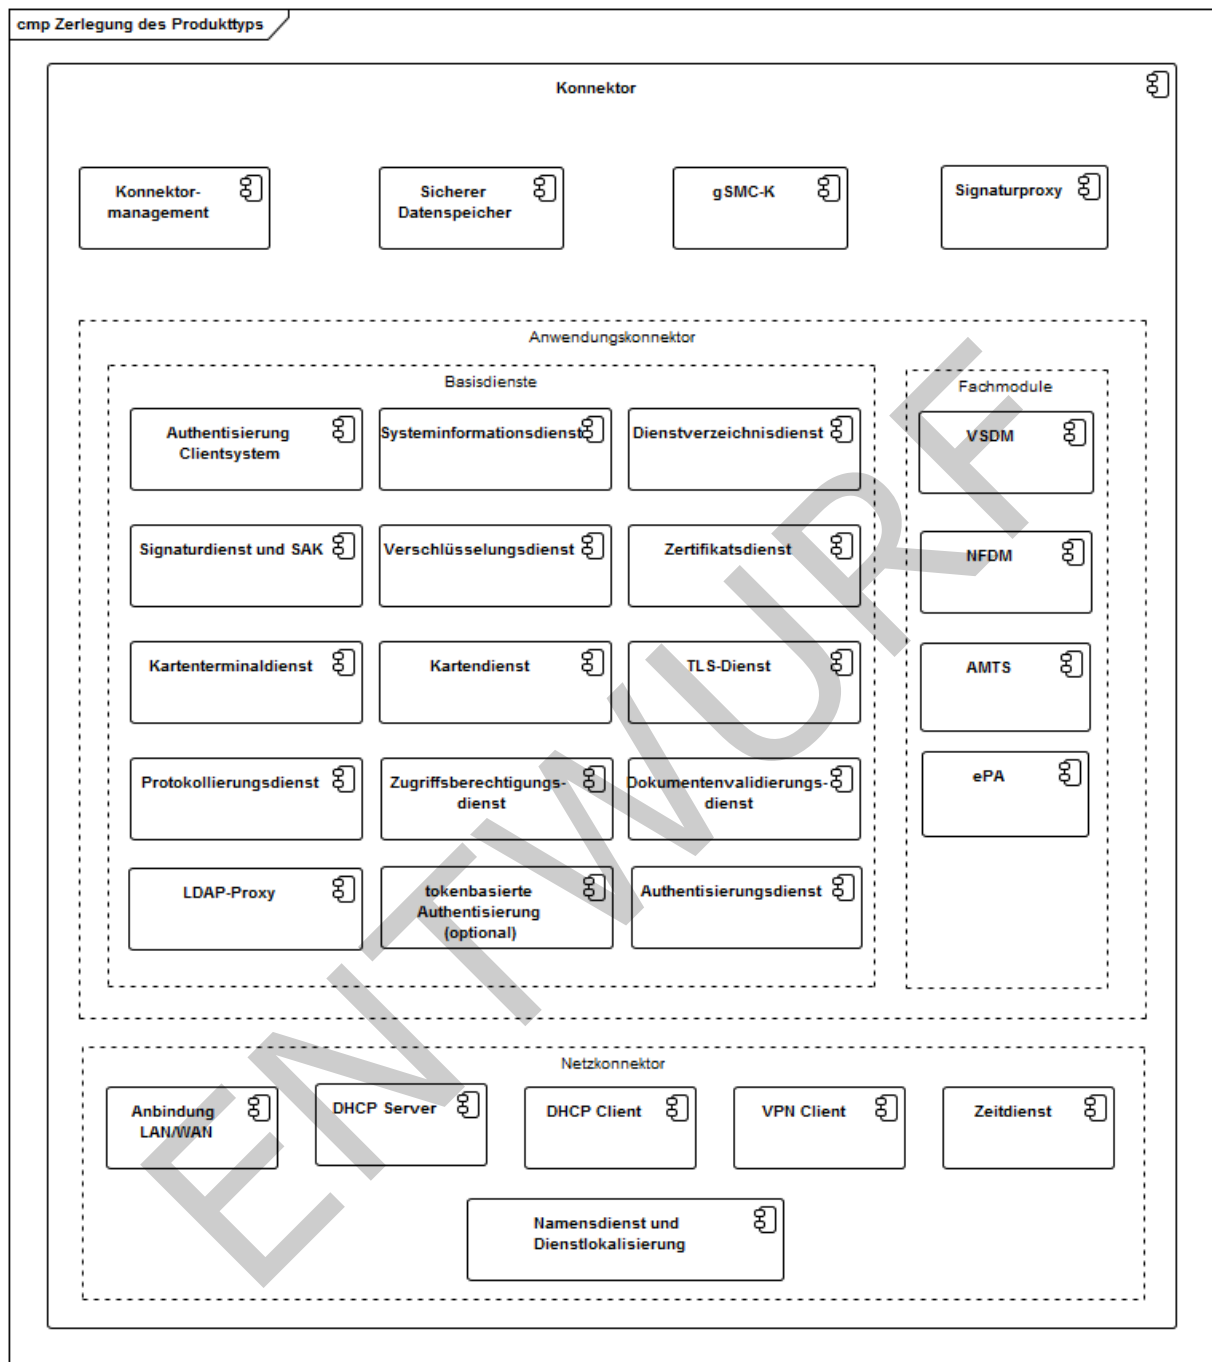 cmp Zerlegung des Produkttyps
Konnektor
Konnektor-
management
Sicherer
Datenspeicher
gSMC-K
Signaturproxy
Anwendungskonnektor
Basisdienste
Authentisierung
Clientsystem
Systeminformationsdienst
Dienstverzeichnisdienst
Signaturdienst und SAK
Verschlüsselungsdienst
Zertifikatsdienst
Kartenterminaldienst
Kartendienst
TLS-Dienst
Protokollierungsdienst
Zugriffsberechtigungs-
dienst
Dokumentenvalidierungs-
dienst
LDAP-Proxy
tokenbasierte
Authentisierung
(optional)
Authentisierungsdienst
Fachmodule
VSDM
NFDM
AMTS
ePA
Netzkonnektor
Anbindung
LAN/WAN
DHCP Server
DHCP Client
VPN Client
Zeitdienst
Namensdienst und
Dienstlokalisierung
ENTWURF